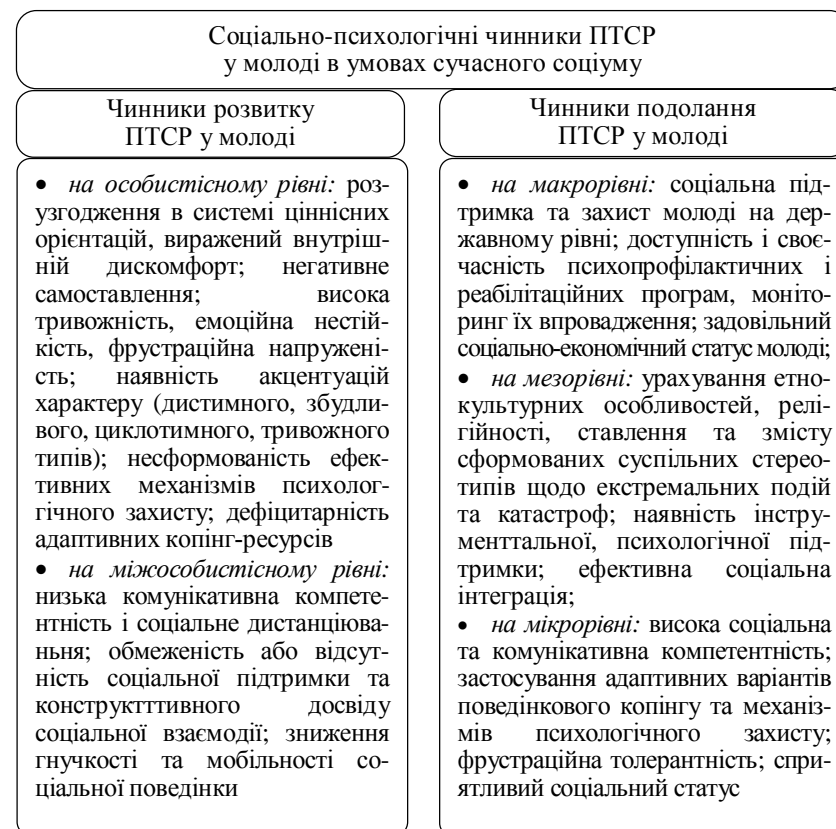 Соціально-психологічні чинники ПТСР
у молоді в умовах сучасного соціуму
Чинники розвитку
ПТСР у молоді
• на особистісному рівні: роз-
узгодження в системі ціннісних
орієнтацій, виражений внутріш-
ній дискомфорт; негативне
самоставлення; висока
тривожність, емоційна нестій-
кість, фрустраційна напружені-
сть; наявність акцентуацій
характеру (дистимного, збудли-
вого, циклотимного, тривожного
типів); несформованість ефек-
тивних механізмів психолог-
гічного захисту; дефіцитарність
адаптивних копінг-ресурсів
• на міжособистісному рівні:
низька комунікативна компете-
нтність і соціальне дистанціюва-
ньня; обмеженість або відсут-
ність соціальної підтримки та
конструктттивного досвіду
соціальної взаємодії; зниження
гнучкості та мобільності со-
ціальної поведінки
Чинники подолання
ПТСР у молоді
• на макрорівні: соціальна під-
тримка та захист молоді на дер-
жавному рівні; доступність і своє-
часність психопрофілактичних і
реабілітаційних програм, моніто-
ринг їх впровадження; задовільний
соціально-економічний статус молоді;
• на мезорівні: урахування етно-
культурних особливостей, релі-
гійності, ставлення та змісту
сформованих суспільних стерео-
типів щодо екстремальних подій
та катастроф; наявність інстру-
менттальної, психологічної під-
тримки; ефективна соціальна
інтеграція;
• на мікрорівні: висока соціальна
та комунікативна компетентність;
застосування адаптивних варіантів
поведінкового копінгу та механіз-
мів психологічного захисту;
фрустраційна толерантність; спри-
ятливий соціальний статус